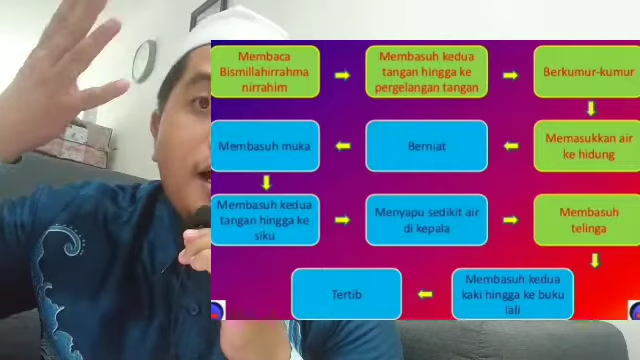 Membaca
Bismillahirrahma
nirrahim
Membasuh kedua
tangan hingga ke
pergelangan tangan
Berkumur-kumur
Memasukkan air
ke hidung
Berniat
Membasuh muka
Membasuh kedua
tangan hingga ke
siku
Menyapu sedikit air
di kepala
Membasuh
telinga
Membasuh kedua
kaki hingga ke buku
lali
Tertib